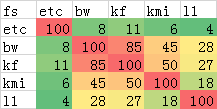 fs etc bw kf kmi l1
etc 100 8 11 6 4
bw 8 100 85 45 28
kf 11 85 100 50 27
kmi 6 45 50 100 18
l1 4 28 27 18 100